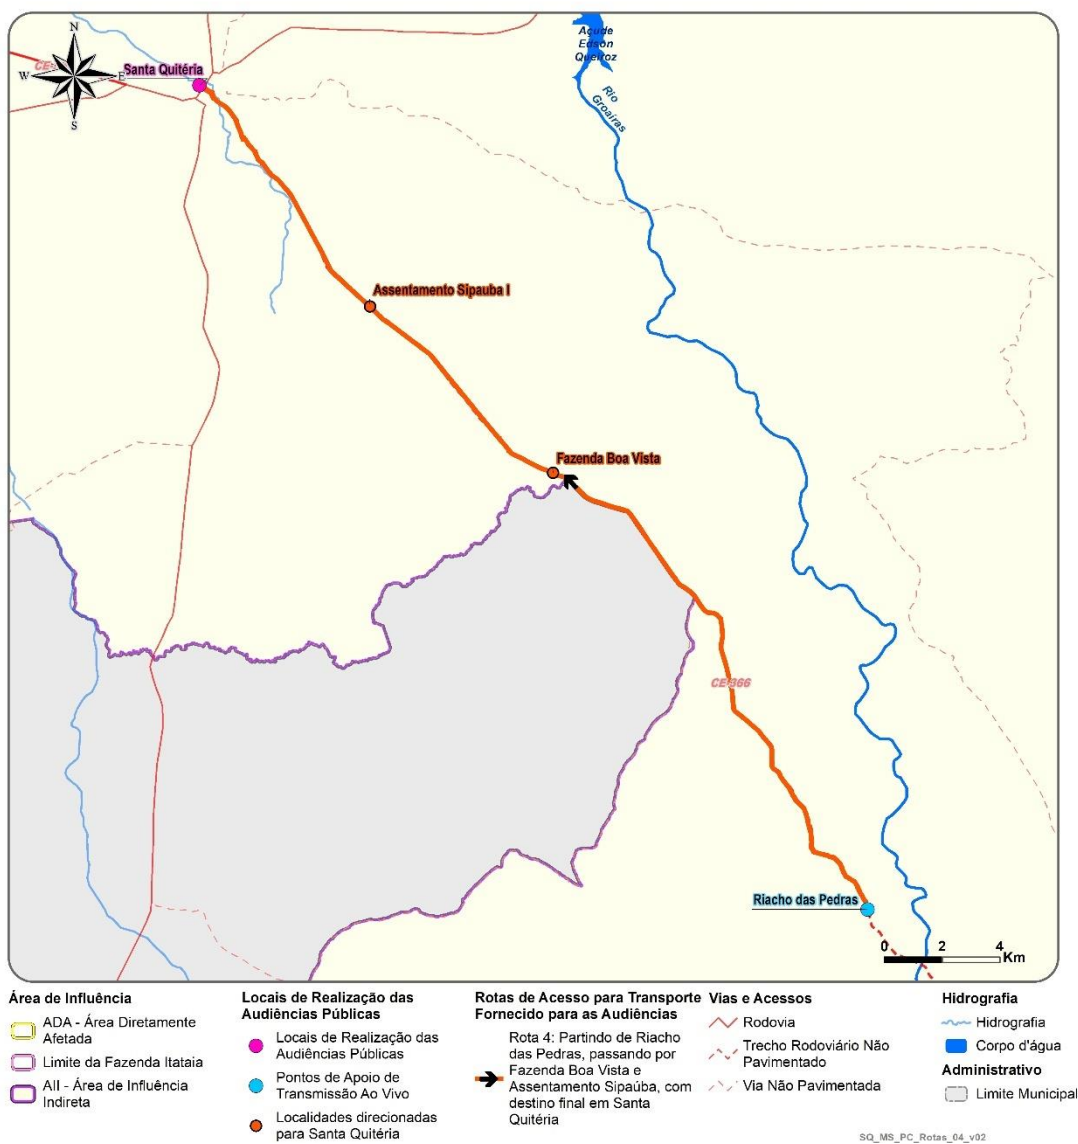 N
W
E
S
CE-
Santa Quitéria
Açude
Edson
Queiroz
Rio
Groaíras
Assentamento Sipauba I
Fazenda Boa Vista
CE-366
Riacho das Pedras
0 2 4
Km
Área de Influência
ADA - Área Diretamente
Afetada
Limite da Fazenda Itataia
AII - Área de Influência
Indireta
Locais de Realização das
Audiências Públicas
Locais de Realização das
Audiências Públicas
Pontos de Apoio de
Transmissão Ao Vivo
Localidades direcionadas
para Santa Quitéria
Rotas de Acesso para Transporte
Fornecido para as Audiências
Rota 4: Partindo de Riacho
das Pedras, passando por
Fazenda Boa Vista e
Assentamento Sipaúba, com
destino final em Santa
Quitéria
Vias e Acessos
Rodovia
Trecho Rodoviário Não
Pavimentado
Via Não Pavimentada
Hidrografia
Hidrografia
Corpo d'água
Administrativo
Limite Municipal
SQ_MS_PC_Rotas_04_v02